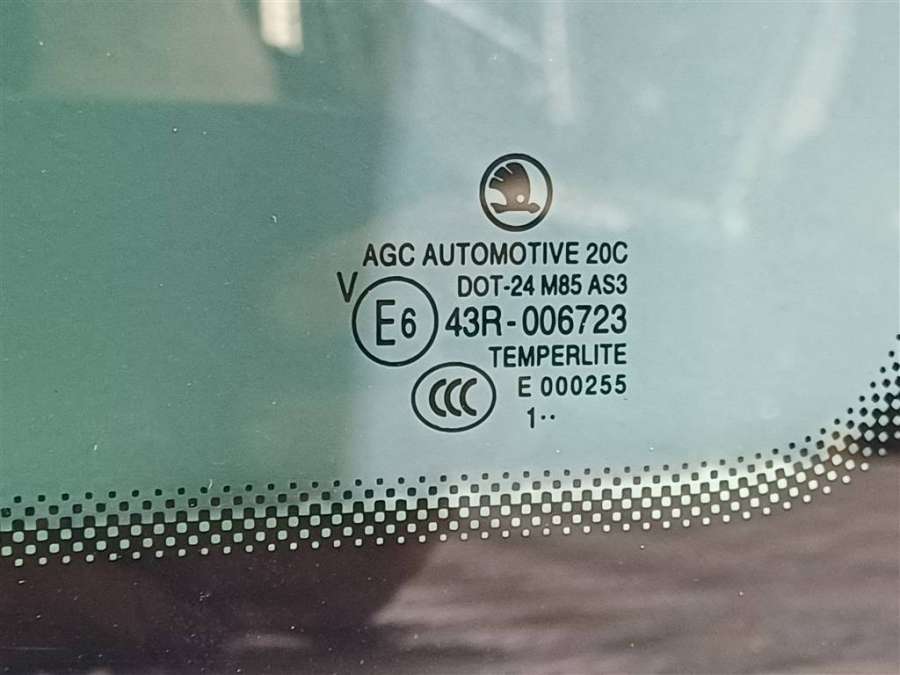 AGC AUTOMOTIVE 20C
DOT-24 M85 AS3
V E6 43R-006723
TEMPERLITE
CCC E 000255
1··